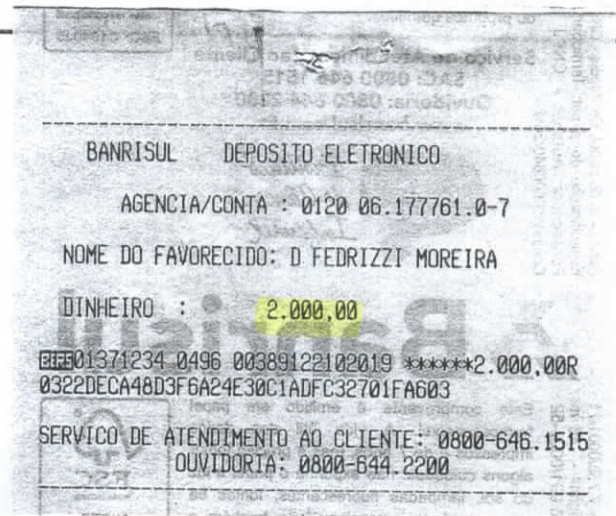 BANRISUL DEPOSITO ELETRONICO
AGENCIA/CONTA : 0120 06.177761.0-7
NOME DO FAVORECIDO: D FEDRIZZI MOREIRA
DINHEIRO : 2.000,00
01371234 0496 00389122102019 ******2.000,00R
0322DECA48D3F6A24E30C1ADFC32701FA603
SERVICO DE ATENDIMENTO AO CLIENTE: 0800-646.1515
OUVIDORIA: 0800-644.2200